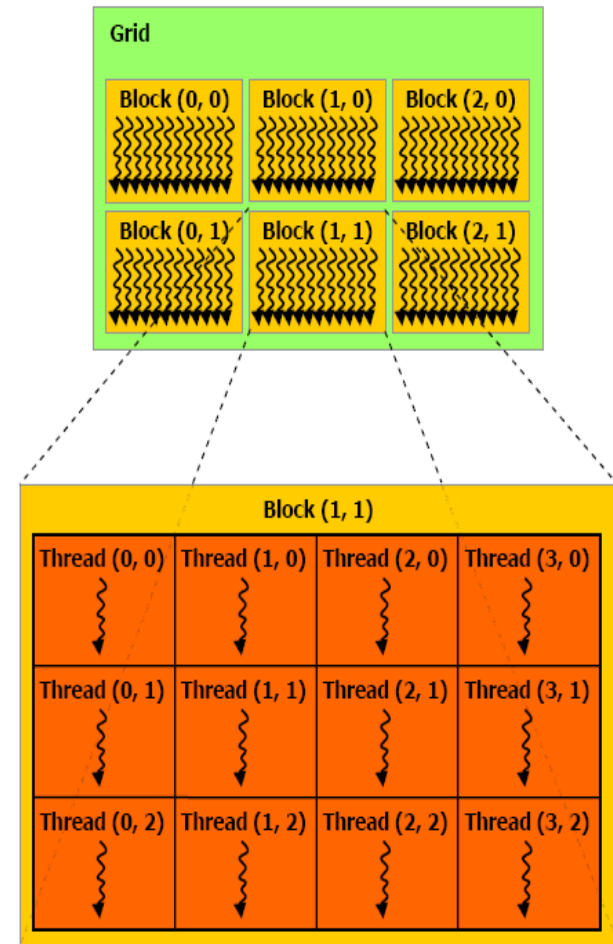 Grid
Block (0, 0) Block (1, 0) Block (2, 0)
Block (0, 1) Block (1, 1) Block (2, 1)
Block (1, 1)
Thread (0, 0) Thread (1, 0) Thread (2, 0) Thread (3, 0)
Thread (0, 1) Thread (1, 1) Thread (2, 1) Thread (3, 1)
Thread (0, 2) Thread (1, 2) Thread (2, 2) Thread (3, 2)